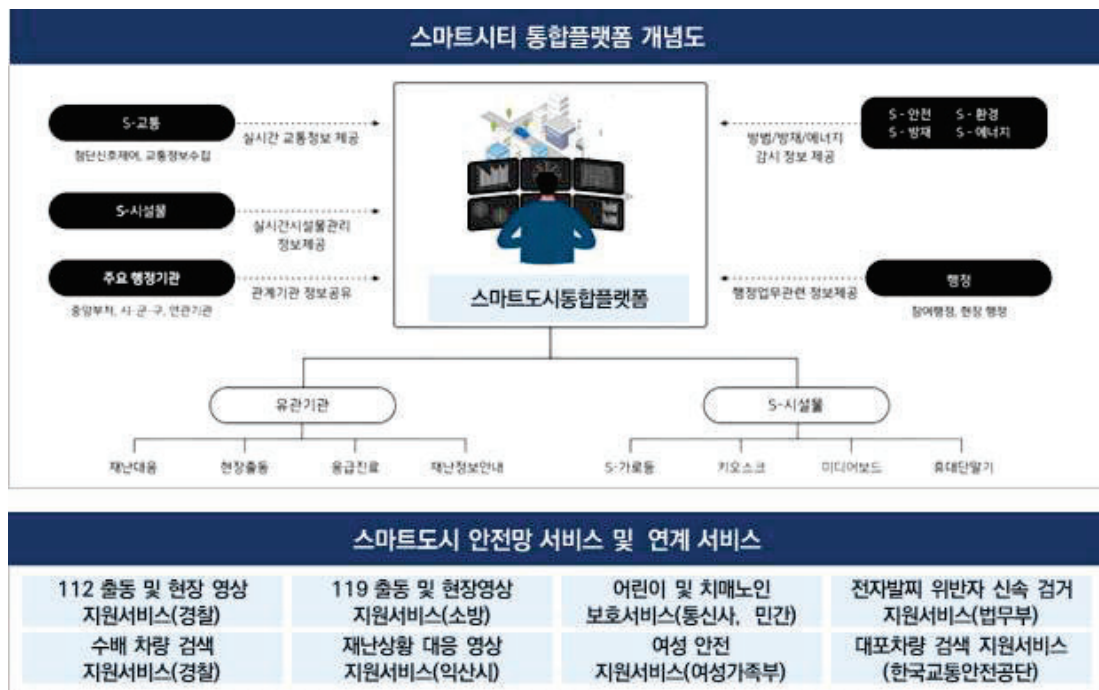 스마트시티 통합플랫폼 개념도
S-교통
첨단신호제어, 교통정보수집
실시간 교통정보 제공
S-시설물
실시간시설물관리
정보제공
주요 행정기관
중앙부처, 시·군·구, 연관기관
관계기관 정보공유
스마트도시통합플랫폼
S - 안전 S - 환경
S - 방재 S - 에너지
방범/방재/에너지
감시 정보 제공
행정
참여행정, 현장 행정
행정업무관련 정보제공
유관기관
재난대응 현장출동 응급진료 재난정보안내
S-시설물
S-가로등 키오스크 미디어보드 휴대단말기
스마트도시 안전망 서비스 및 연계 서비스
112 출동 및 현장 영상
지원서비스(경찰)
119 출동 및 현장영상
지원서비스(소방)
어린이 및 치매노인
보호서비스(통신사, 민간)
전자발찌 위반자 신속 검거
지원서비스(법무부)
수배 차량 검색
지원서비스(경찰)
재난상황 대응 영상
지원서비스(익산시)
여성 안전
지원서비스(여성가족부)
대포차량 검색 지원서비스
(한국교통안전공단)